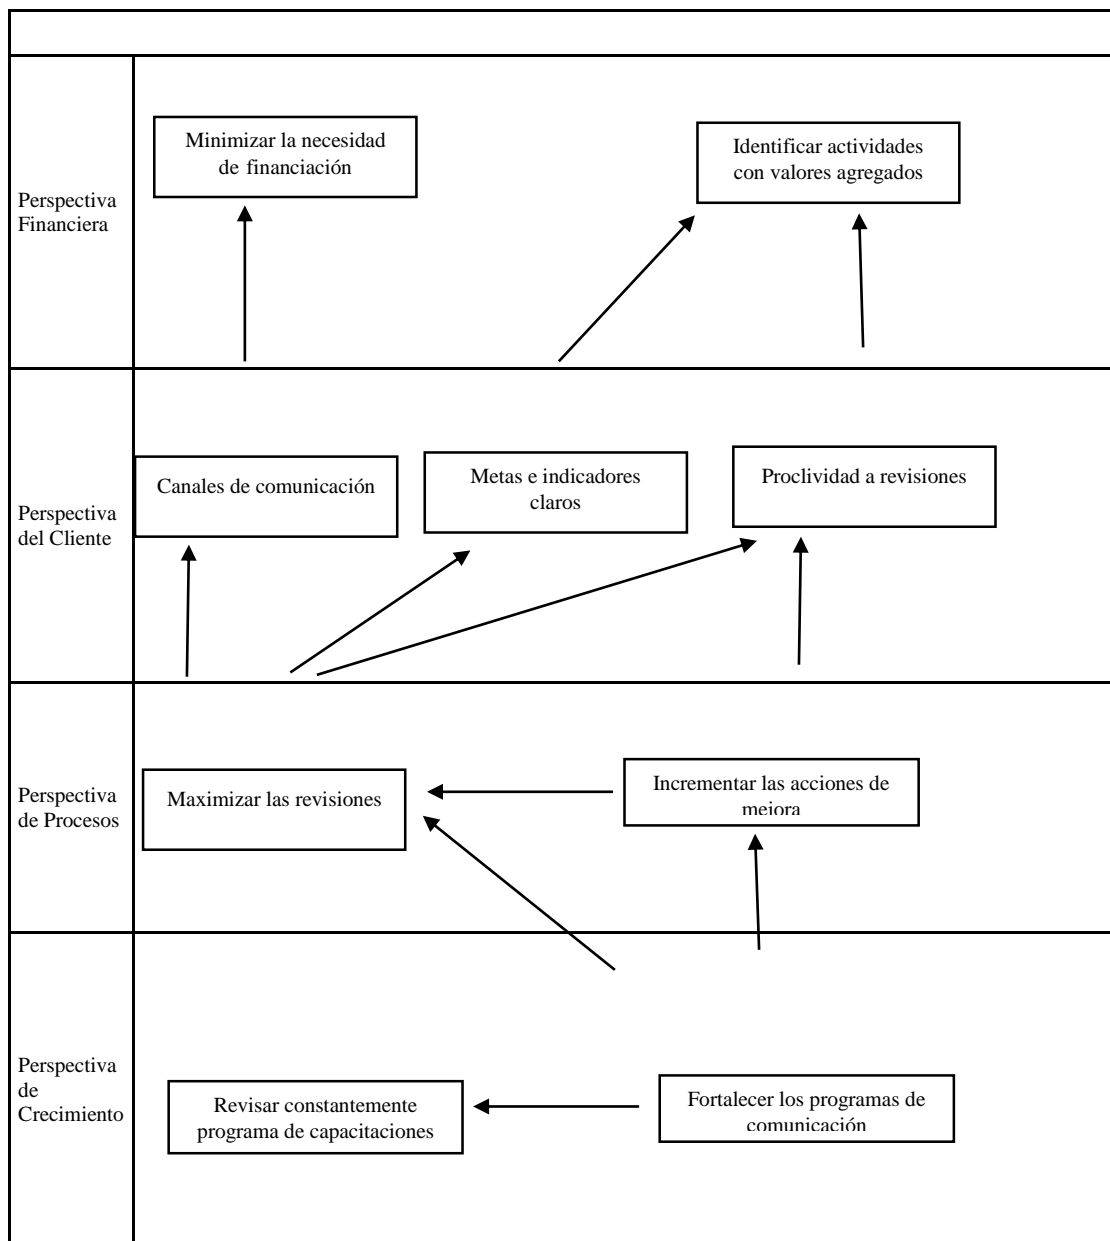 Perspectiva
Financiera
Minimizar la necesidad
de financiación
Identificar actividades
con valores agregados
Perspectiva
del Cliente
Canales de comunicación
Metas e indicadores
claros
Proclividad a revisiones
Perspectiva
de Procesos
Maximizar las revisiones
Incrementar las acciones de
mejora
Perspectiva
de
Crecimiento
Revisar constantemente
programa de capacitaciones
Fortalecer los programas de
comunicación